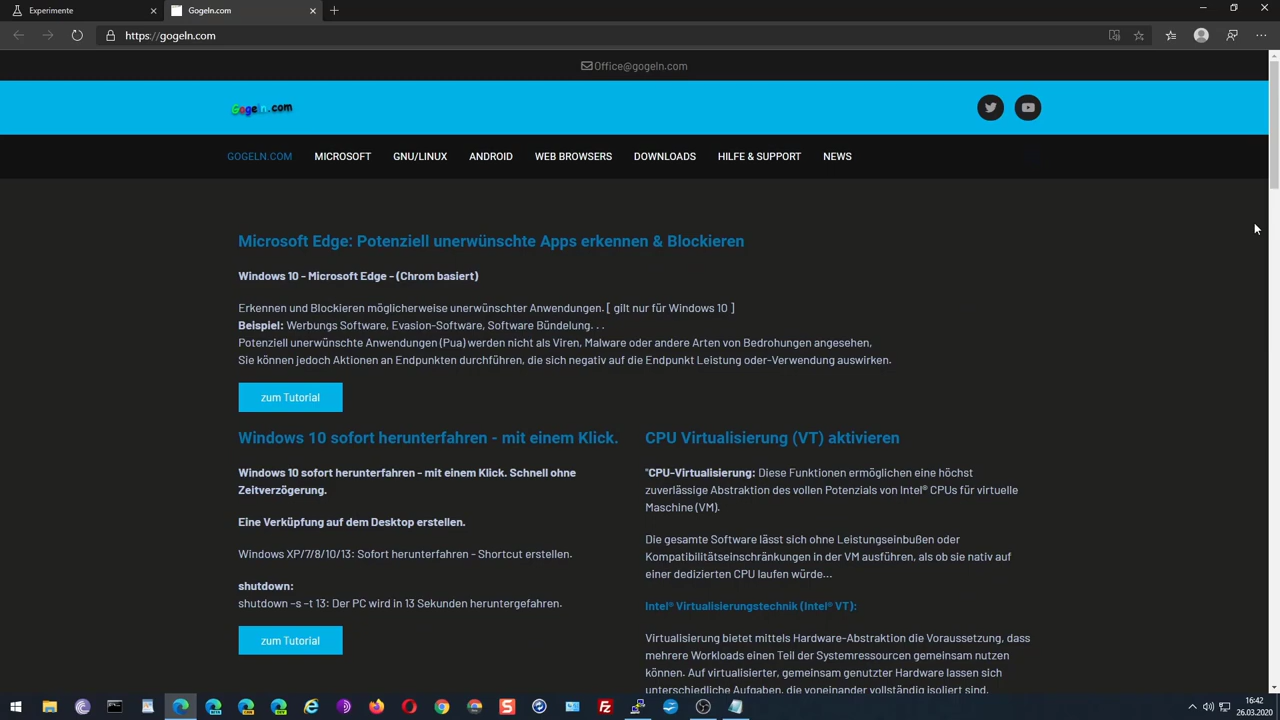 Experimente
Gogeln.com
https://gogeln.com
Office@gogeln.com
Gogeln.com
GOGELN.COM MICROSOFT GNU/LINUX ANDROID WEB BROWSERS DOWNLOADS HILFE & SUPPORT NEWS
Microsoft Edge: Potenziell unerwünschte Apps erkennen & Blockieren
Windows 10 - Microsoft Edge - (Chrom basiert)
Erkennen und Blockieren möglicherweise unerwünschter Anwendungen. [ gilt nur für Windows 10 ]
Beispiel: Werbungs Software, Evasion-Software, Software Bündelung. . .
Potenziell unerwünschte Anwendungen (Pua) werden nicht als Viren, Malware oder andere Arten von Bedrohungen angesehen,
Sie können jedoch Aktionen an Endpunkten durchführen, die sich negativ auf die Endpunkt Leistung oder-Verwendung auswirken.
zum Tutorial
Windows 10 sofort herunterfahren - mit einem Klick.
Windows 10 sofort herunterfahren - mit einem Klick. Schnell ohne
Zeitverzögerung.
Eine Verküpfung auf dem Desktop erstellen.
Windows XP/7/8/10/13: Sofort herunterfahren - Shortcut erstellen.
shutdown:
shutdown –s -t 13: Der PC wird in 13 Sekunden heruntergefahren.
zum Tutorial
CPU Virtualisierung (VT) aktivieren
"CPU-Virtualisierung: Diese Funktionen ermöglichen eine höchst
zuverlässige Abstraktion des vollen Potenzials von Intel® CPUs für virtuelle
Maschine (VM).
Die gesamte Software lässt sich ohne Leistungseinbußen oder
Kompatibilitätseinschränkungen in der VM ausführen, als ob sie nativ auf
einer dedizierten CPU laufen würde...
Intel® Virtualisierungstechnik (Intel® VT):
Virtualisierung bietet mittels Hardware-Abstraktion die Voraussetzung, dass
mehrere Workloads einen Teil der Systemressourcen gemeinsam nutzen
können. Auf virtualisierter, gemeinsam genutzter Hardware lassen sich
unterschiedliche Aufgaben, die voneinander vollständig isoliert sind,
16:42
26.03.2020